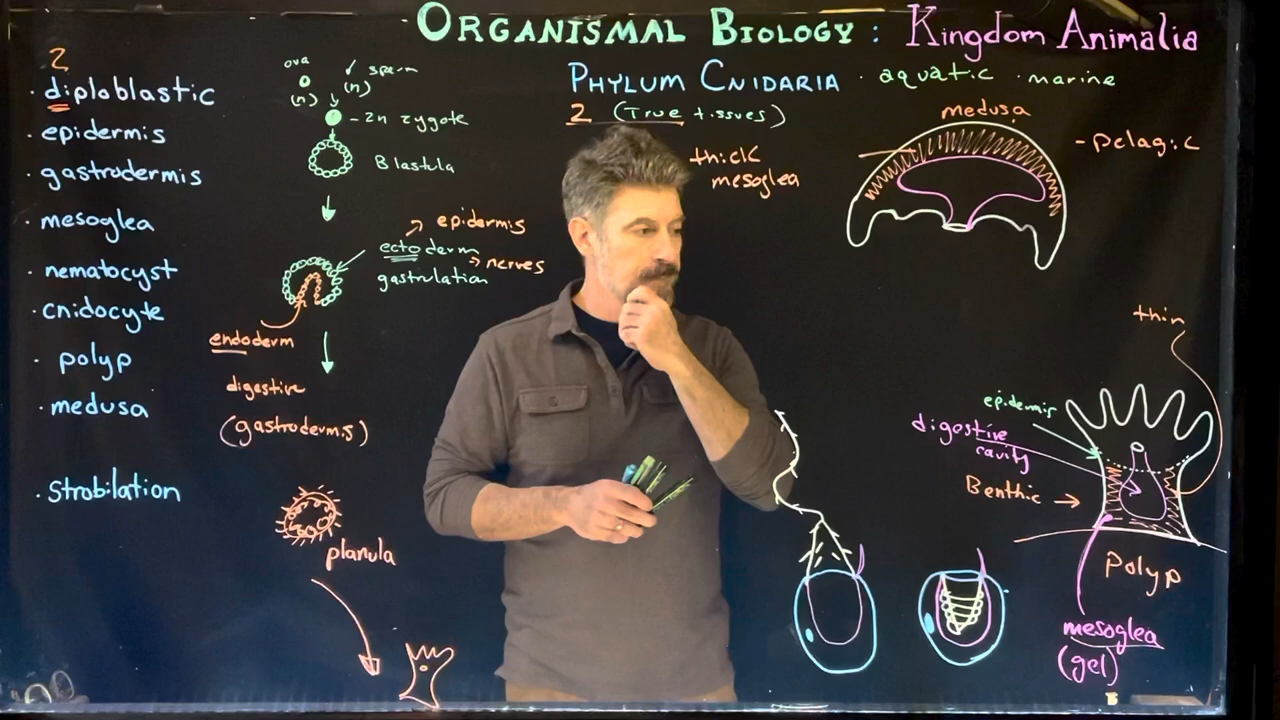 ORGANISMAL BIOLOGY : Kingdom Animalia
PHYLUM CNIDARIA · aquatic · marine
2 (True tissues)
2
· diploblastic
· epidermis
· gastrodermis
· mesoglea
· nematocyst
· cnidocyte
· polyp
· medusa
· Strobilation
ova
(n)
sperm
(n)
- 2n zygote
Blastula
epidermis
ectoderm
nerves
gastrulation
endoderm
digestive
(gastrodermis)
planula
thick
mesoglea
medusa
- pelagic
thin
epidermis
digestive
cavity
Benthic
Polyp
mesoglea
(gel)